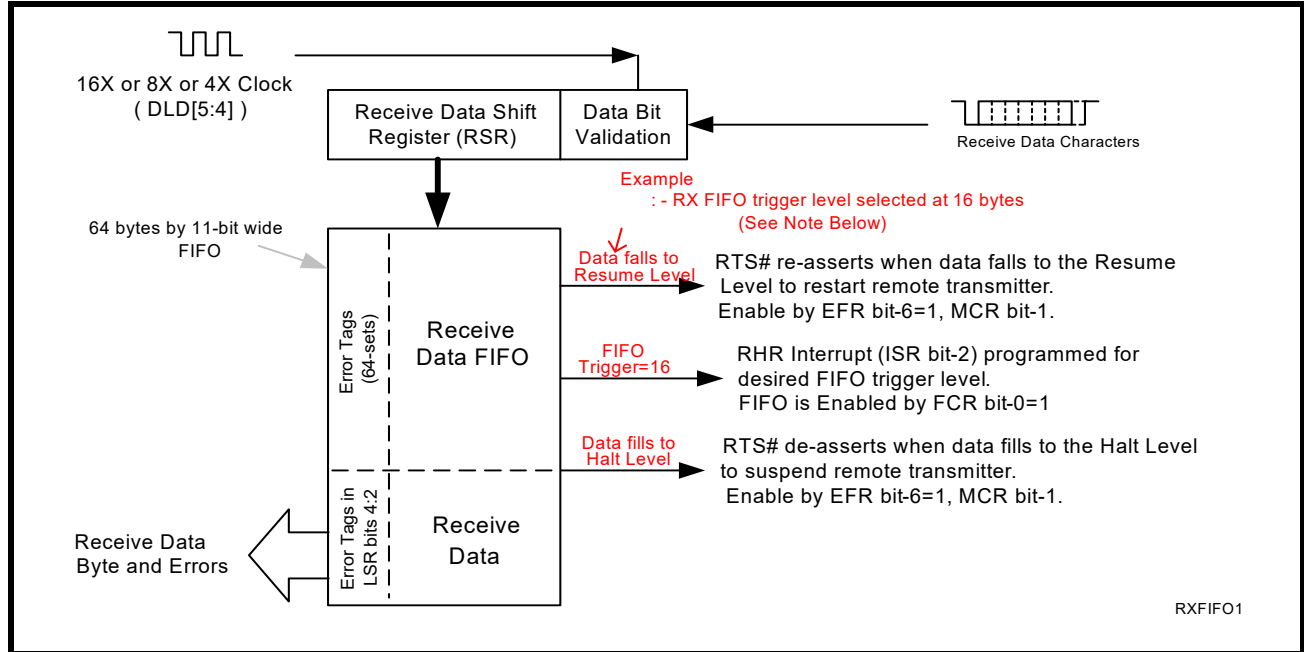 16X or 8X or 4X Clock
( DLD[5:4] )
Receive Data Shift
Register (RSR)
Data Bit
Validation
Receive Data Characters
Example
: - RX FIFO trigger level selected at 16 bytes
(See Note Below)
64 bytes by 11-bit wide
FIFO
Data falls to
Resume Level
RTS# re-asserts when data falls to the Resume
Level to restart remote transmitter.
Enable by EFR bit-6=1, MCR bit-1.
Error Tags
(64-sets)
Receive
Data FIFO
FIFO
Trigger=16
RHR Interrupt (ISR bit-2) programmed for
desired FIFO trigger level.
FIFO is Enabled by FCR bit-0=1
Data fills to
Halt Level
RTS# de-asserts when data fills to the Halt Level
to suspend remote transmitter.
Enable by EFR bit-6=1, MCR bit-1.
Receive Data
Byte and Errors
Error Tags in
LSR bits 4:2
Receive
Data
RXFIFO1